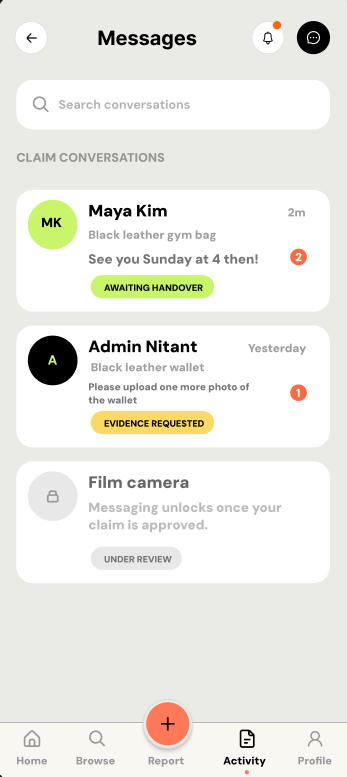 Messages
Search conversations
CLAIM CONVERSATIONS
MK
Maya Kim
2m
Black leather gym bag
See you Sunday at 4 then!
2
AWAITING HANDOVER
A
Admin Nitant
Yesterday
Black leather wallet
Please upload one more photo of
the wallet
1
EVIDENCE REQUESTED
Film camera
Messaging unlocks once your
claim is approved.
UNDER REVIEW
Home
Browse
Report
Activity
Profile